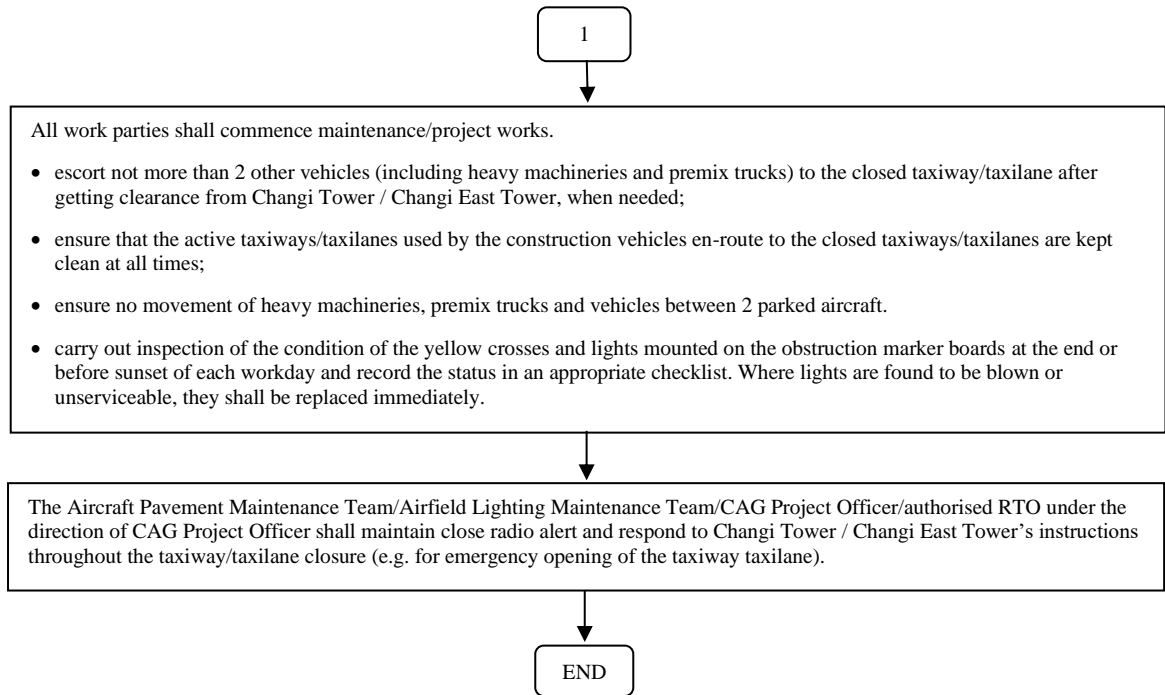 1
All work parties shall commence maintenance/project works.
• escort not more than 2 other vehicles (including heavy machineries and premix trucks) to the closed taxiway/taxilane after
getting clearance from Changi Tower / Changi East Tower, when needed;
• ensure that the active taxiways/taxilanes used by the construction vehicles en-route to the closed taxiways/taxilanes are kept
clean at all times;
• ensure no movement of heavy machineries, premix trucks and vehicles between 2 parked aircraft.
• carry out inspection of the condition of the yellow crosses and lights mounted on the obstruction marker boards at the end or
before sunset of each workday and record the status in an appropriate checklist. Where lights are found to be blown or
unserviceable, they shall be replaced immediately.
The Aircraft Pavement Maintenance Team/Airfield Lighting Maintenance Team/CAG Project Officer/authorised RTO under the
direction of CAG Project Officer shall maintain close radio alert and respond to Changi Tower / Changi East Tower’s instructions
throughout the taxiway/taxilane closure (e.g. for emergency opening of the taxiway taxilane).
END